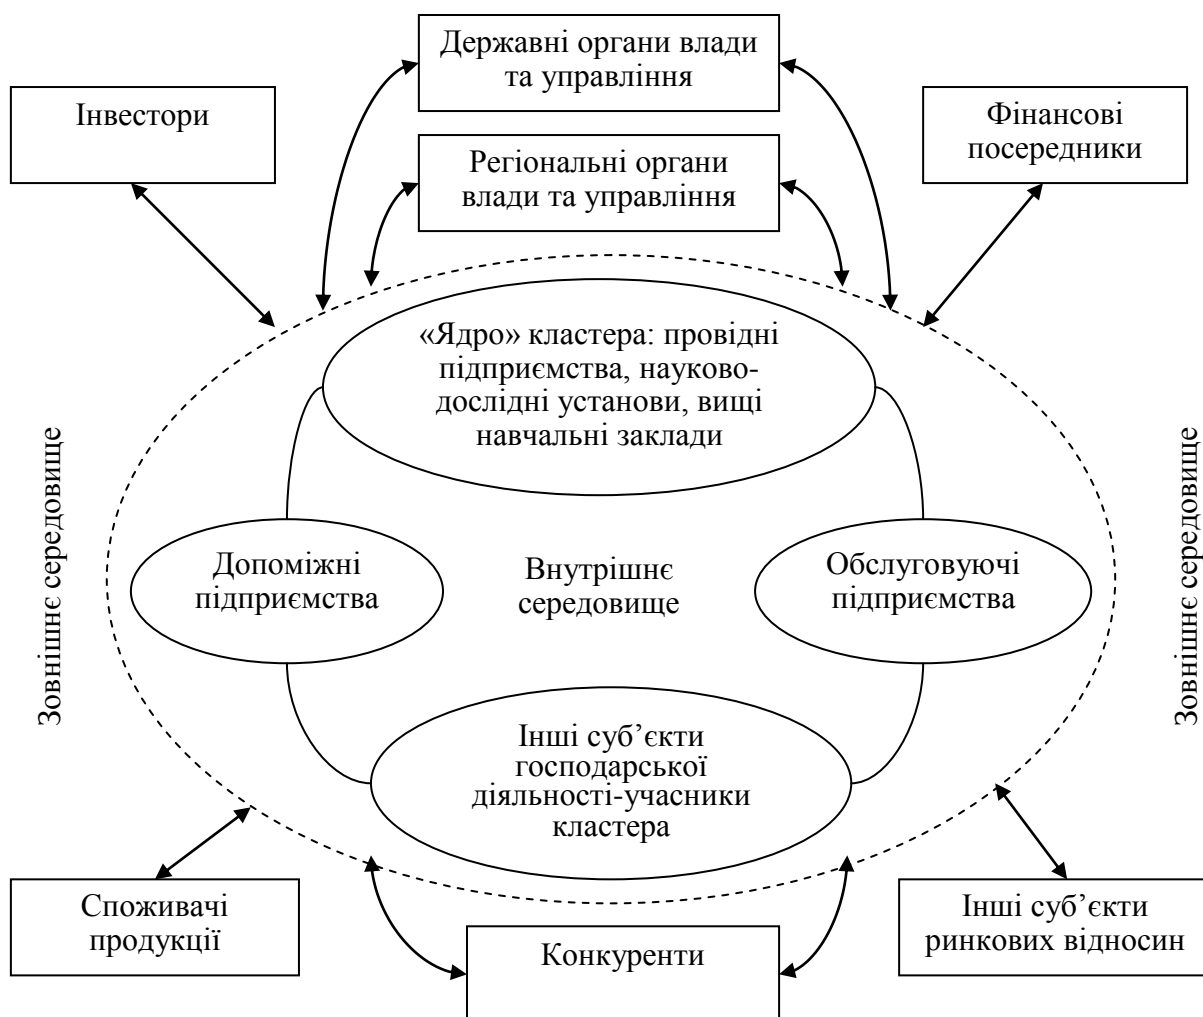 Державні органи влади
та управління
Інвестори
Фінансові
посередники
Регіональні органи
влади та управління
«Ядро» кластера: провідні
підприємства, науково-
дослідні установи, вищі
навчальні заклади
Зовнішнє середовище
Допоміжні
підприємства
Внутрішнє
середовище
Обслуговуючі
підприємства
Зовнішнє середовище
Інші суб’єкти
господарської
діяльності-учасники
кластера
Споживачі
продукції
Конкуренти
Інші суб’єкти
ринкових відносин